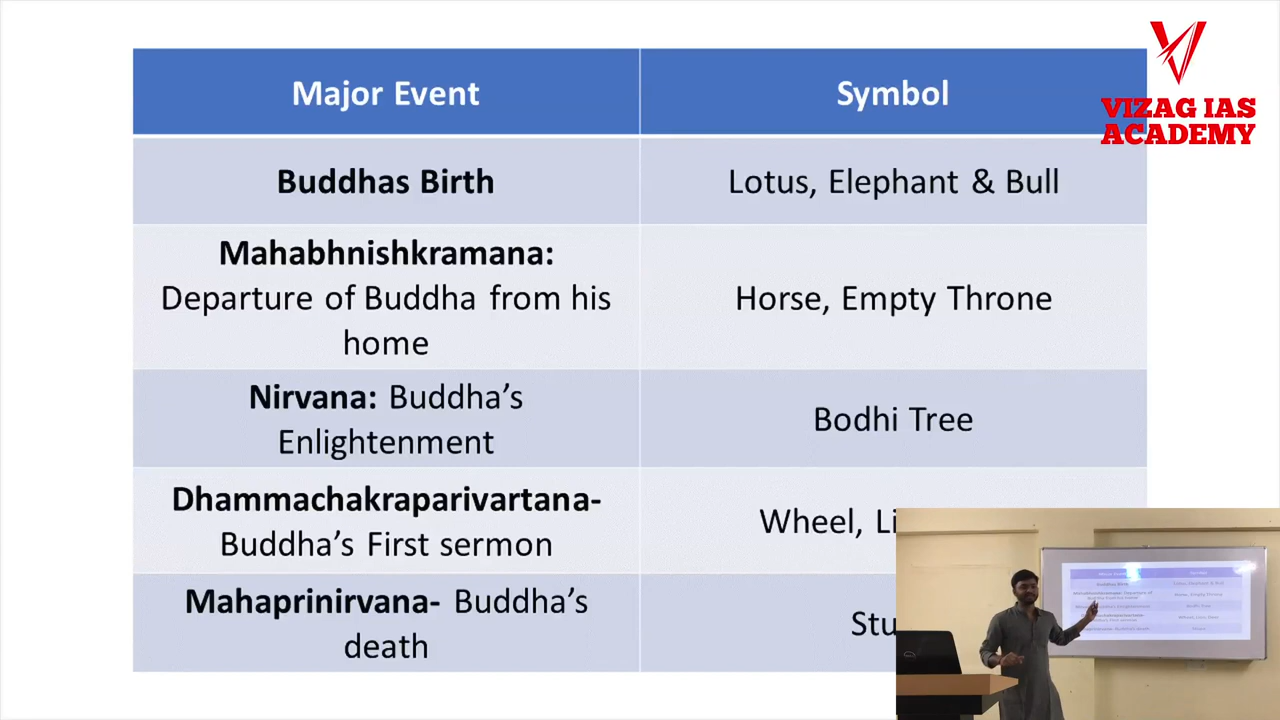 VIZAG IAS
ACADEMY
Major Event
Symbol
Buddhas Birth
Lotus, Elephant & Bull
Mahabhnishkramana:
Departure of Buddha from his
home
Horse, Empty Throne
Nirvana: Buddha's
Enlightenment
Bodhi Tree
Dhammachakraparivartana-
Buddha's First sermon
Wheel, Li
Mahaprinirvana- Buddha's
death
Stu